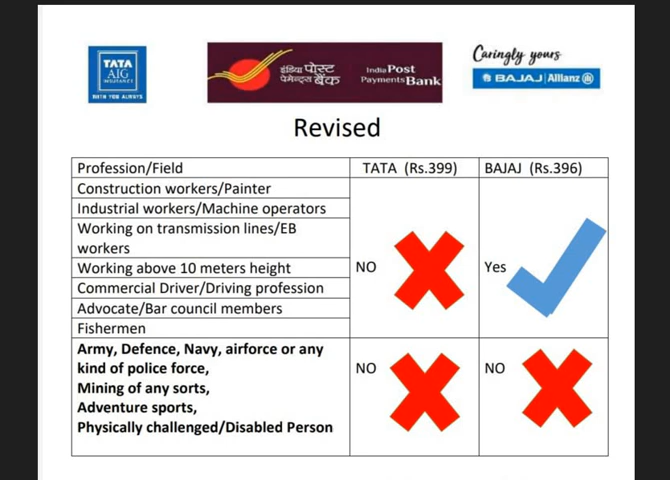 TATA
AIG
INSURANCE
WITH YOU ALWAYS
इंडिया पोस्ट
पेमेन्ट्स बैंक
India Post
Payments Bank
Caringly yours
BAJAJ | Allianz
Revised
Profession/Field
TATA (Rs.399)
BAJAJ (Rs.396)
Construction workers/Painter
Industrial workers/Machine operators
Working on transmission lines/EB
workers
Working above 10 meters height
Commercial Driver/Driving profession
Advocate/Bar council members
Fishermen
NO
Yes
Army, Defence, Navy, airforce or any
kind of police force,
Mining of any sorts,
Adventure sports,
Physically challenged/Disabled Person
NO
NO